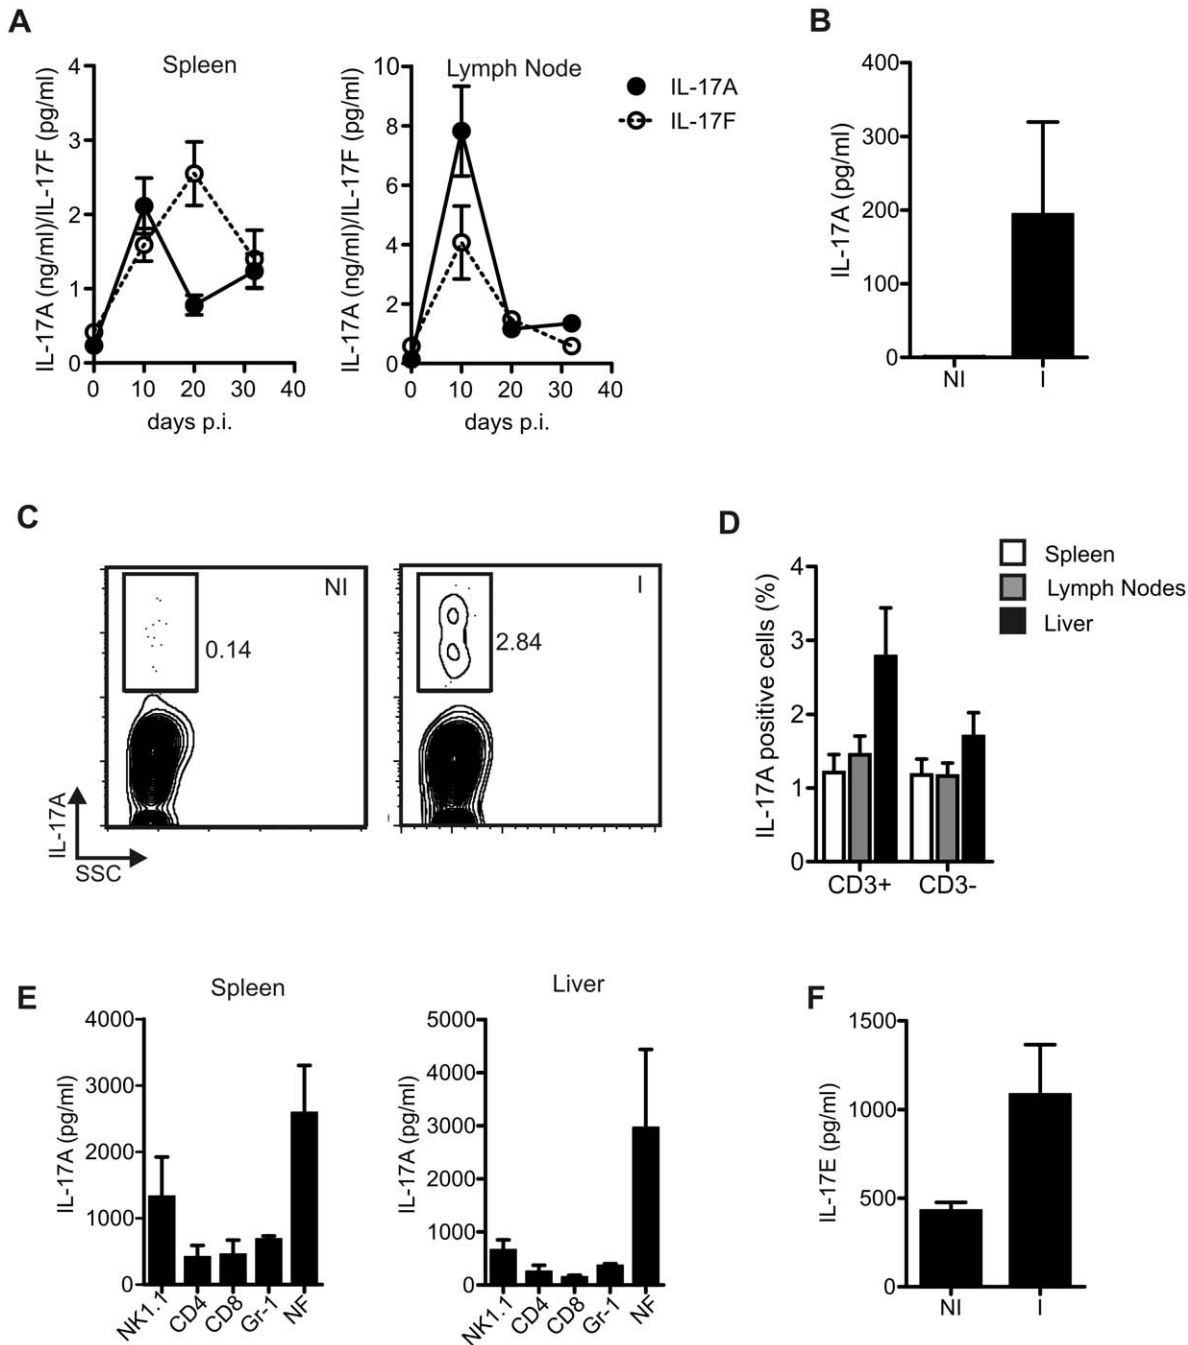 A
Spleen
IL-17A (ng/ml)/IL-17F (pg/ml)
4
3
2
1
0
0 10 20 30 40
days p.i.
Lymph Node
IL-17A (ng/ml)/IL-17F (pg/ml)
10
8
6
4
2
0
0 10 20 30 40
days p.i.
IL-17A
IL-17F
B
IL-17A (pg/ml)
400
300
200
100
0
NI I
C
NI
0.14
I
2.84
IL-17A
SSC
D
IL-17A positive cells (%)
4
3
2
1
0
CD3+ CD3-
Spleen
Lymph Nodes
Liver
E
Spleen
IL-17A (pg/ml)
4000
3000
2000
1000
0
NK1.1 CD4 CD8 Gr-1 NF
Liver
IL-17A (pg/ml)
5000
4000
3000
2000
1000
0
NK1.1 CD4 CD8 Gr-1 NF
F
IL-17E (pg/ml)
1500
1000
500
0
NI I